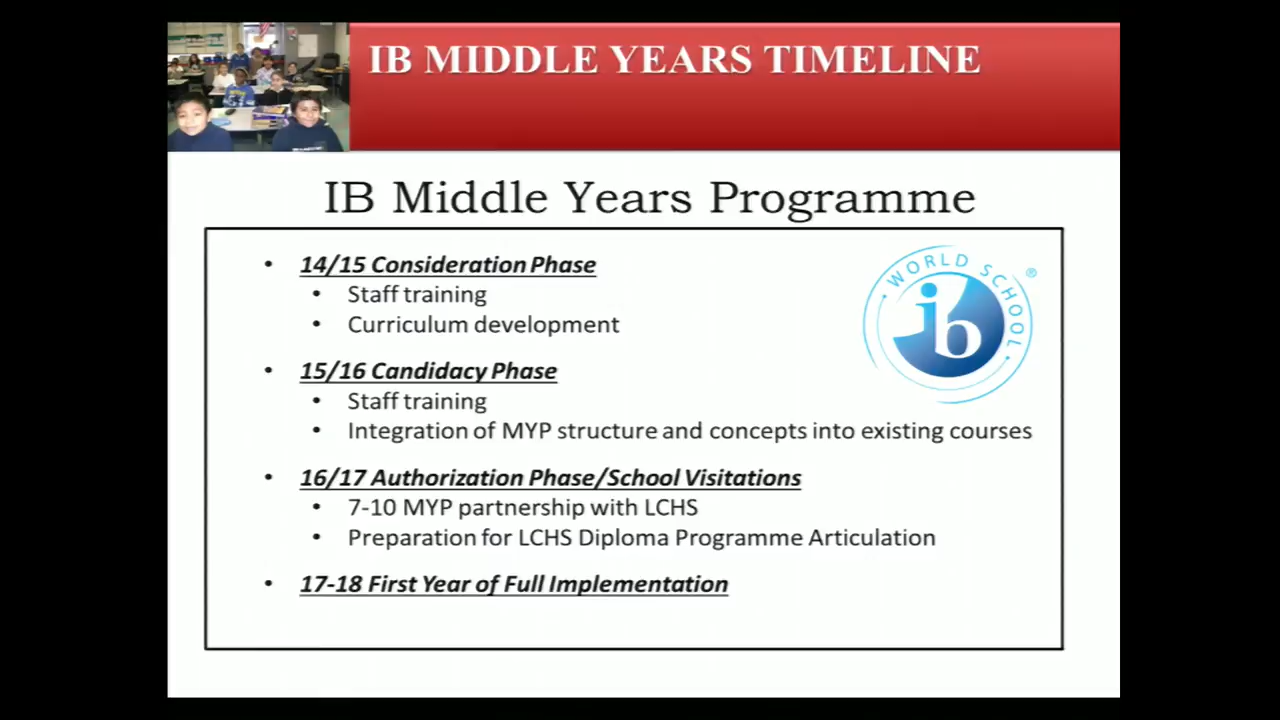 IB MIDDLE YEARS TIMELINE
IB Middle Years Programme
• 14/15 Consideration Phase
• Staff training
• Curriculum development
• 15/16 Candidacy Phase
• Staff training
• Integration of MYP structure and concepts into existing courses
• 16/17 Authorization Phase/School Visitations
• 7-10 MYP partnership with LCHS
• Preparation for LCHS Diploma Programme Articulation
• 17-18 First Year of Full Implementation
WORLD SCHOOL ®
ib